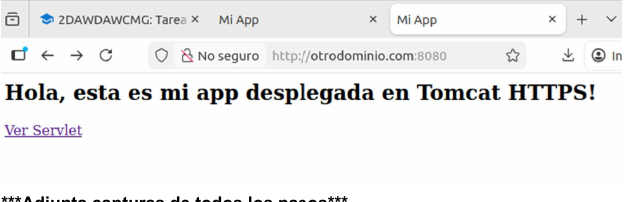 2DAWDAWCMG: Tarea
Mi App
Mi App
No seguro
http://otrodominio.com:8080
In
Hola, esta es mi app desplegada en Tomcat HTTPS!
Ver Servlet
***Adjunta capturas de todos los pasos***